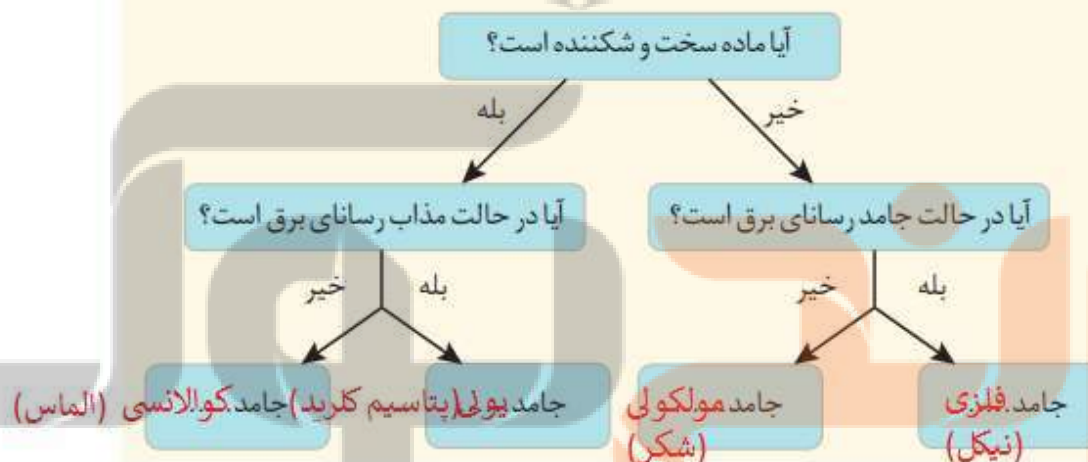 آیا ماده سخت و شکننده است؟
خیر
بله
آیا در حالت جامد رسانای برق است؟
آیا در حالت مذاب رسانای برق است؟
بله
خیر
بله
خیر
جامد فلزی
(نیکل)
جامد مولکولی
(شکر)
جامد یونی (پتاسیم کلرید)
جامد کووالانسی (الماس)